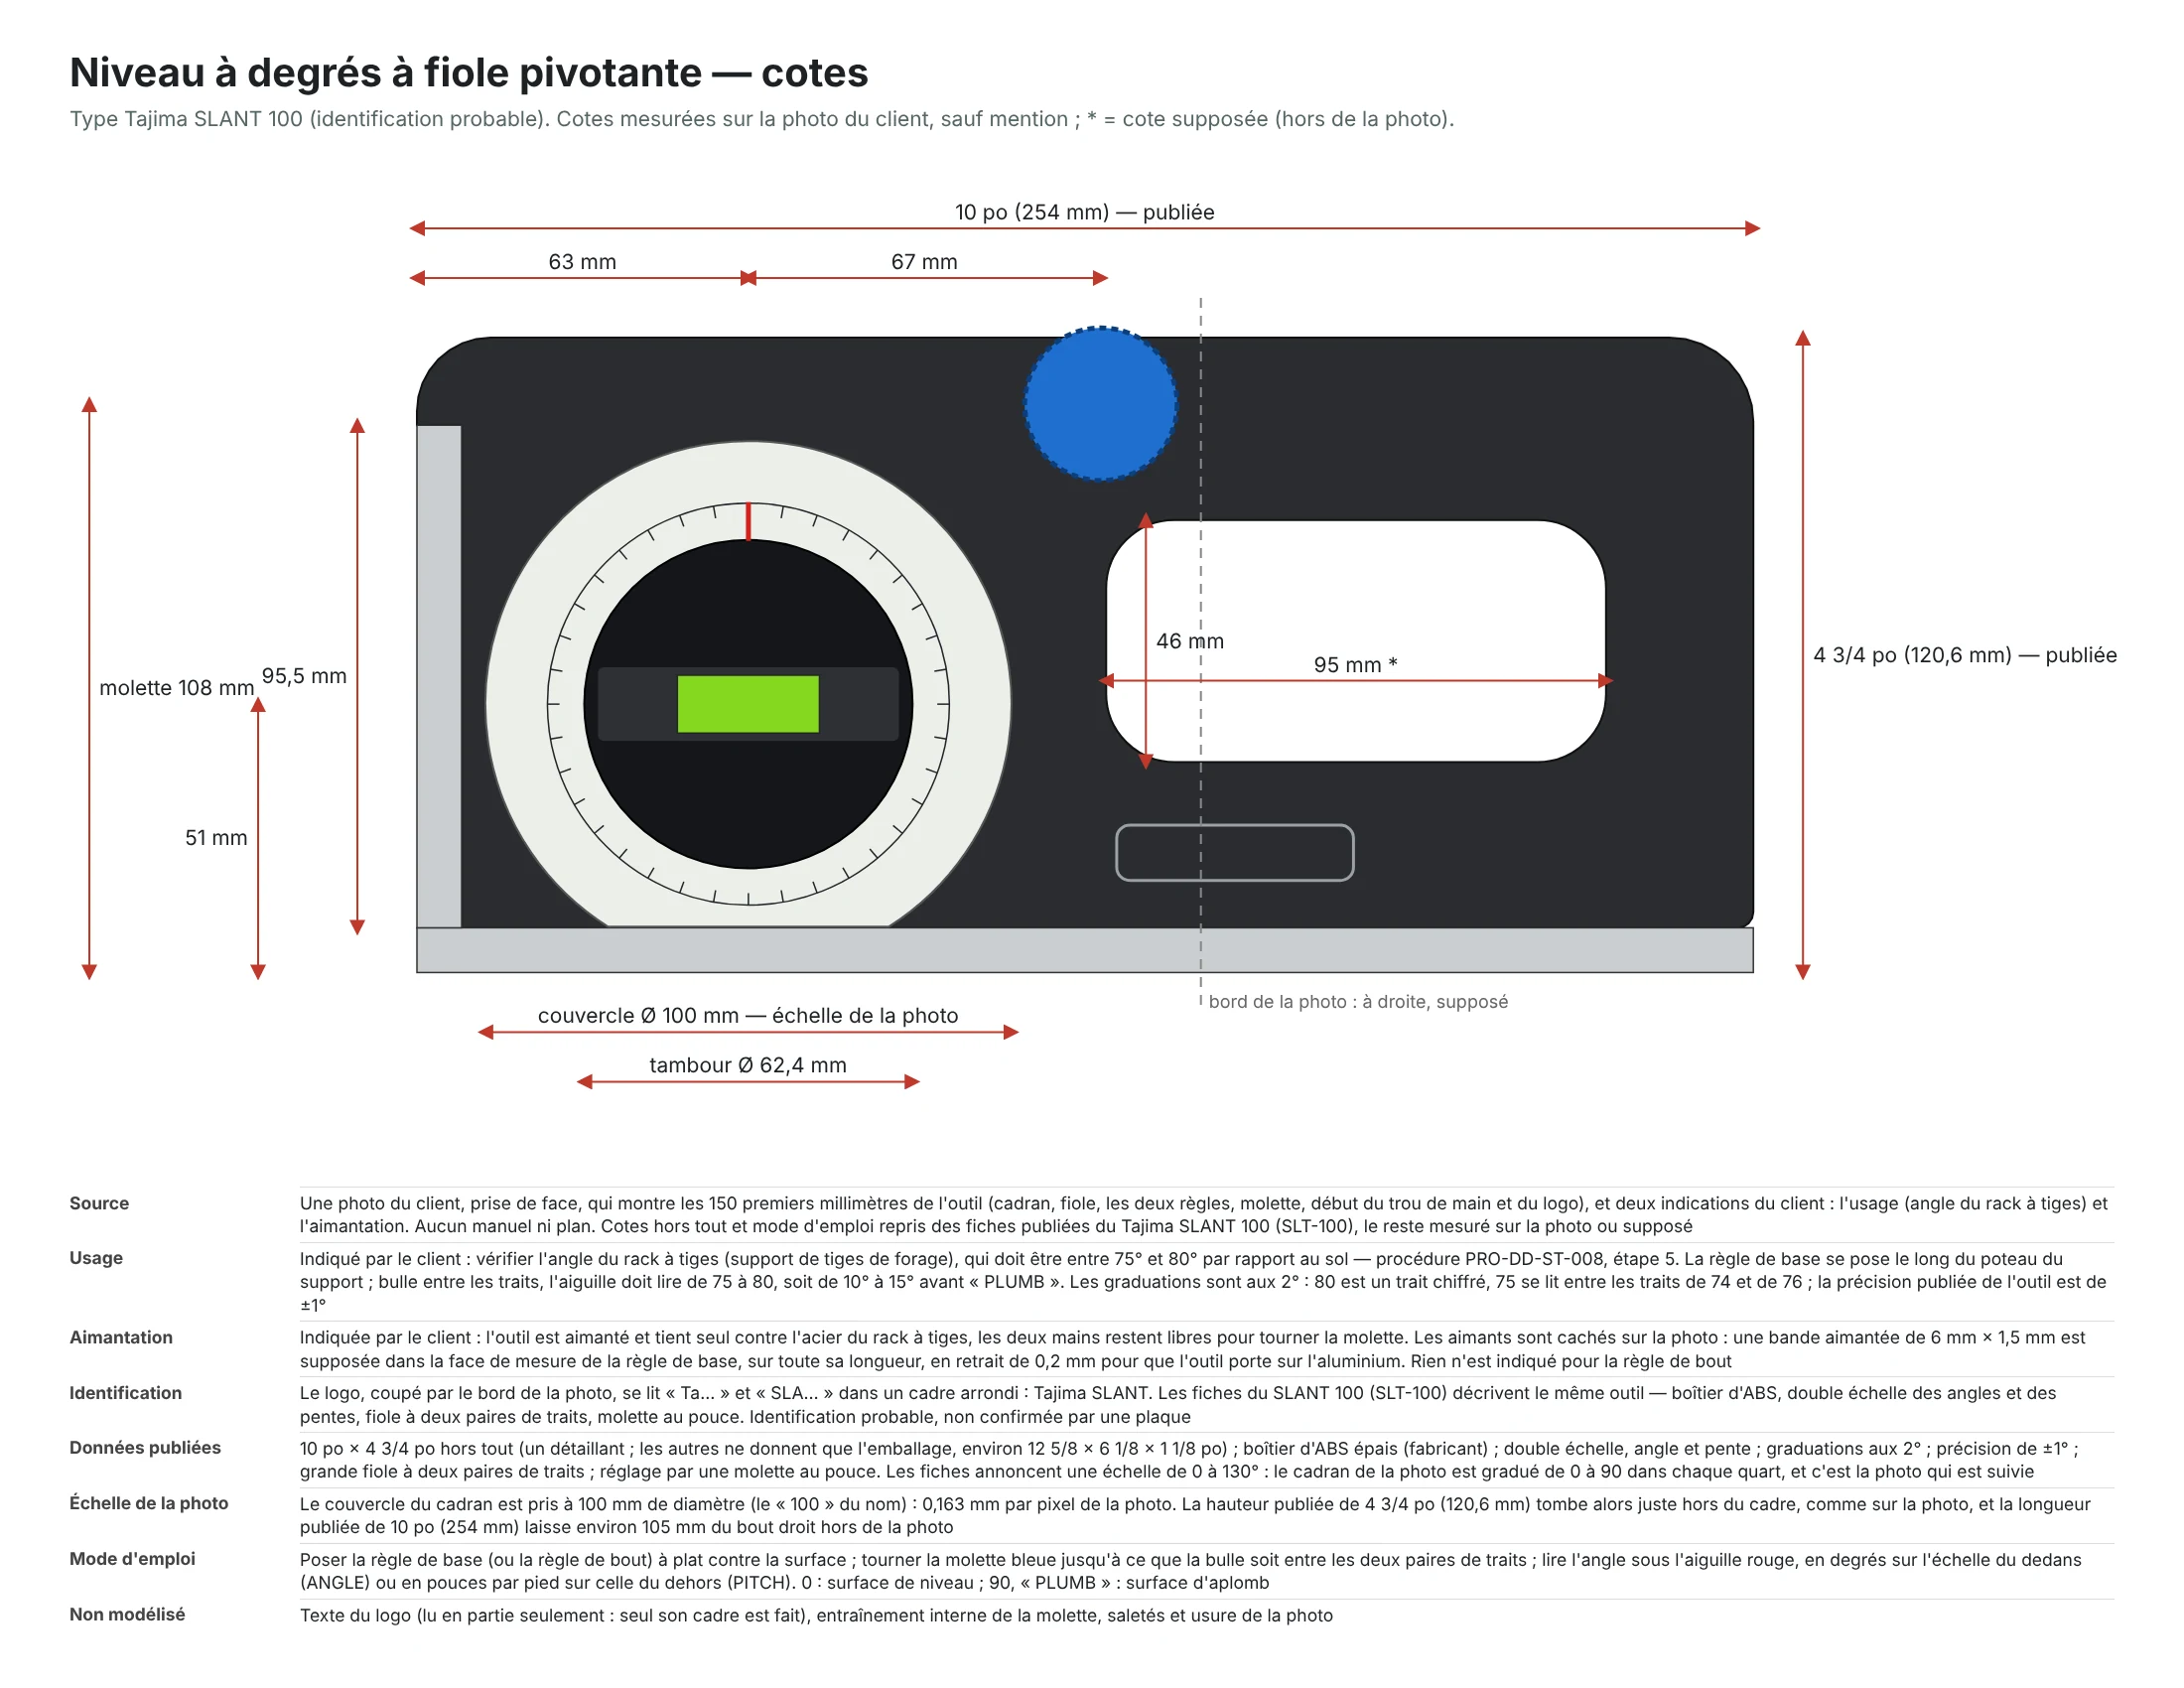 Niveau à degrés à fiole pivotante — cotes
Type Tajima SLANT 100 (identification probable). Cotes mesurées sur la photo du client, sauf mention ; * = cote supposée (hors de la photo).
10 po (254 mm) — publiée
63 mm
67 mm
46 mm
95 mm *
4 3/4 po (120,6 mm) — publiée
95,5 mm
molette 108 mm
51 mm
bord de la photo : à droite, supposé
couvercle Ø 100 mm — échelle de la photo
tambour Ø 62,4 mm
Source
Une photo du client, prise de face, qui montre les 150 premiers millimètres de l'outil (cadran, fiole, les deux règles, molette, début du trou de main et du logo), et deux indications du client : l'usage (angle du rack à tiges) et
l'aimantation. Aucun manuel ni plan. Cotes hors tout et mode d'emploi repris des fiches publiées du Tajima SLANT 100 (SLT-100), le reste mesuré sur la photo ou supposé
Usage
Indiqué par le client : vérifier l'angle du rack à tiges (support de tiges de forage), qui doit être entre 75° et 80° par rapport au sol — procédure PRO-DD-ST-008, étape 5. La règle de base se pose le long du poteau du
support ; bulle entre les traits, l'aiguille doit lire de 75 à 80, soit de 10° à 15° avant « PLUMB ». Les graduations sont aux 2° : 80 est un trait chiffré, 75 se lit entre les traits de 74 et de 76 ; la précision publiée de l'outil est de
±1°
Aimantation
Indiquée par le client : l'outil est aimanté et tient seul contre l'acier du rack à tiges, les deux mains restent libres pour tourner la molette. Les aimants sont cachés sur la photo : une bande aimantée de 6 mm × 1,5 mm est
supposée dans la face de mesure de la règle de base, sur toute sa longueur, en retrait de 0,2 mm pour que l'outil porte sur l'aluminium. Rien n'est indiqué pour la règle de bout
Identification
Le logo, coupé par le bord de la photo, se lit « Ta… » et « SLA… » dans un cadre arrondi : Tajima SLANT. Les fiches du SLANT 100 (SLT-100) décrivent le même outil — boîtier d'ABS, double échelle des angles et des
pentes, fiole à deux paires de traits, molette au pouce. Identification probable, non confirmée par une plaque
Données publiées
10 po × 4 3/4 po hors tout (un détaillant ; les autres ne donnent que l'emballage, environ 12 5/8 × 6 1/8 × 1 1/8 po) ; boîtier d'ABS épais (fabricant) ; double échelle, angle et pente ; graduations aux 2° ; précision de ±1° ;
grande fiole à deux paires de traits ; réglage par une molette au pouce. Les fiches annoncent une échelle de 0 à 130° : le cadran de la photo est gradué de 0 à 90 dans chaque quart, et c'est la photo qui est suivie
Échelle de la photo
Le couvercle du cadran est pris à 100 mm de diamètre (le « 100 » du nom) : 0,163 mm par pixel de la photo. La hauteur publiée de 4 3/4 po (120,6 mm) tombe alors juste hors du cadre, comme sur la photo, et la longueur
publiée de 10 po (254 mm) laisse environ 105 mm du bout droit hors de la photo
Mode d'emploi
Poser la règle de base (ou la règle de bout) à plat contre la surface ; tourner la molette bleue jusqu'à ce que la bulle soit entre les deux paires de traits ; lire l'angle sous l'aiguille rouge, en degrés sur l'échelle du dedans
(ANGLE) ou en pouces par pied sur celle du dehors (PITCH). 0 : surface de niveau ; 90, « PLUMB » : surface d'aplomb
Non modélisé
Texte du logo (lu en partie seulement : seul son cadre est fait), entraînement interne de la molette, saletés et usure de la photo